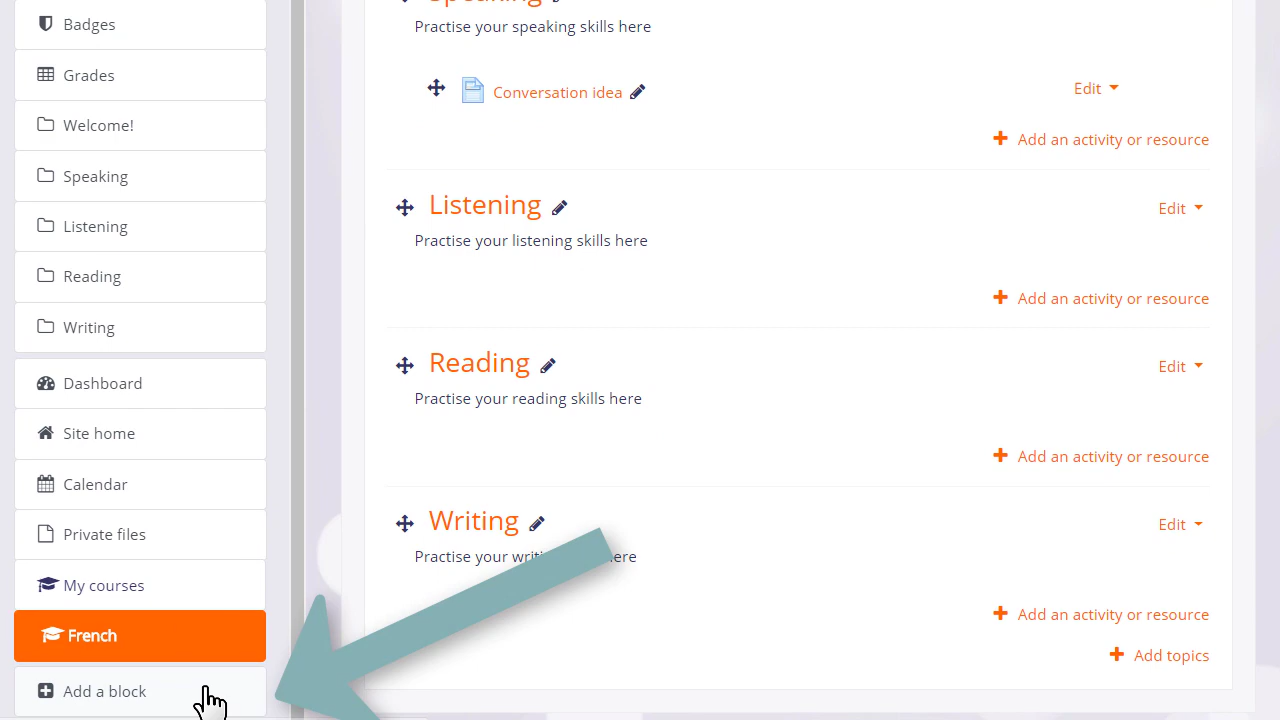 Badges
Grades
Welcome!
Speaking
Listening
Reading
Writing
Dashboard
Site home
Calendar
Private files
My courses
French
Add a block
Speaking
Practise your speaking skills here
Conversation idea
Edit
Add an activity or resource
Listening
Edit
Practise your listening skills here
Add an activity or resource
Reading
Edit
Practise your reading skills here
Add an activity or resource
Writing
Edit
Practise your writing here
Add an activity or resource
Add topics